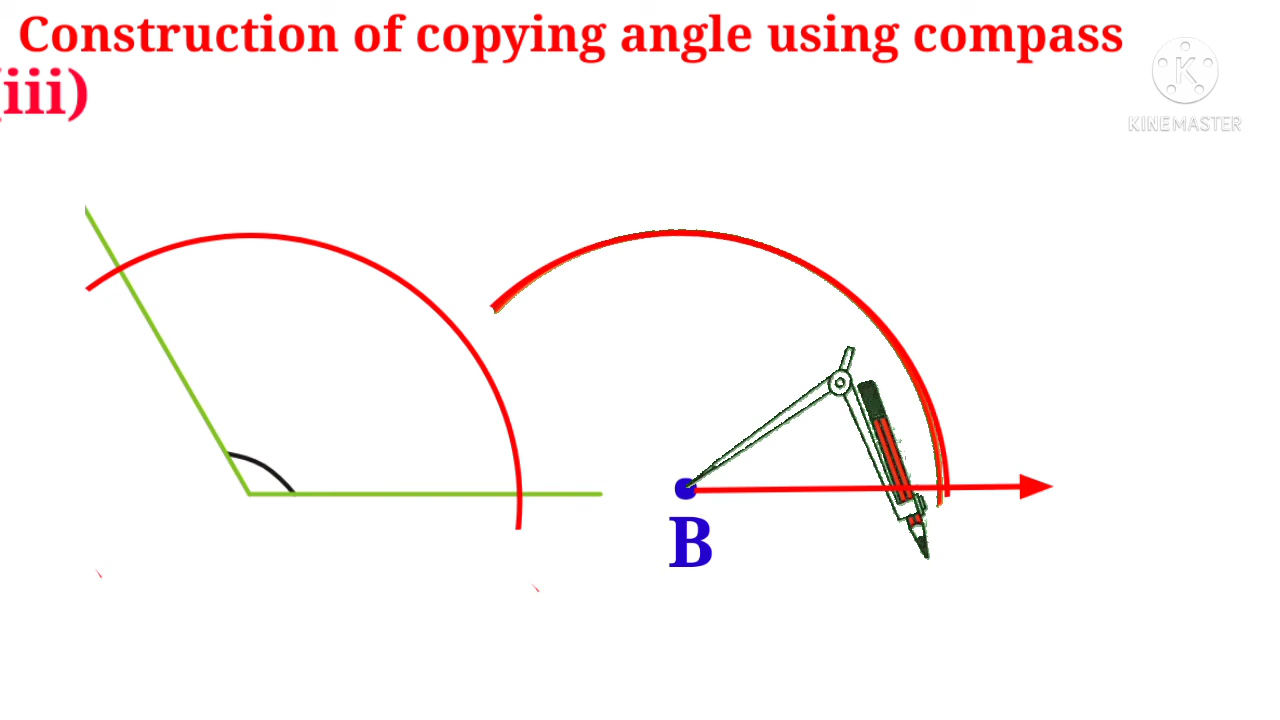 Construction of copying angle using compass
(iii)
K
KINEMASTER
B